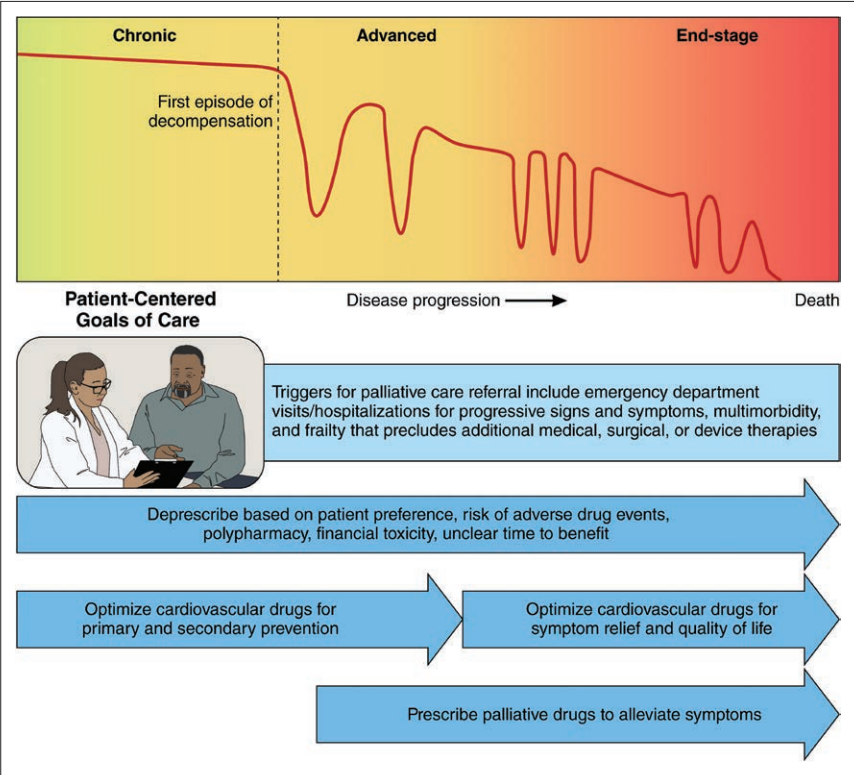 Chronic
Advanced
End-stage
First episode of
decompensation
Patient-Centered
Goals of Care
Disease progression
Death
Triggers for palliative care referral include emergency department
visits/hospitalizations for progressive signs and symptoms, multimorbidity,
and frailty that precludes additional medical, surgical, or device therapies
Deprescribe based on patient preference, risk of adverse drug events,
polypharmacy, financial toxicity, unclear time to benefit
Optimize cardiovascular drugs for
primary and secondary prevention
Optimize cardiovascular drugs for
symptom relief and quality of life
Prescribe palliative drugs to alleviate symptoms